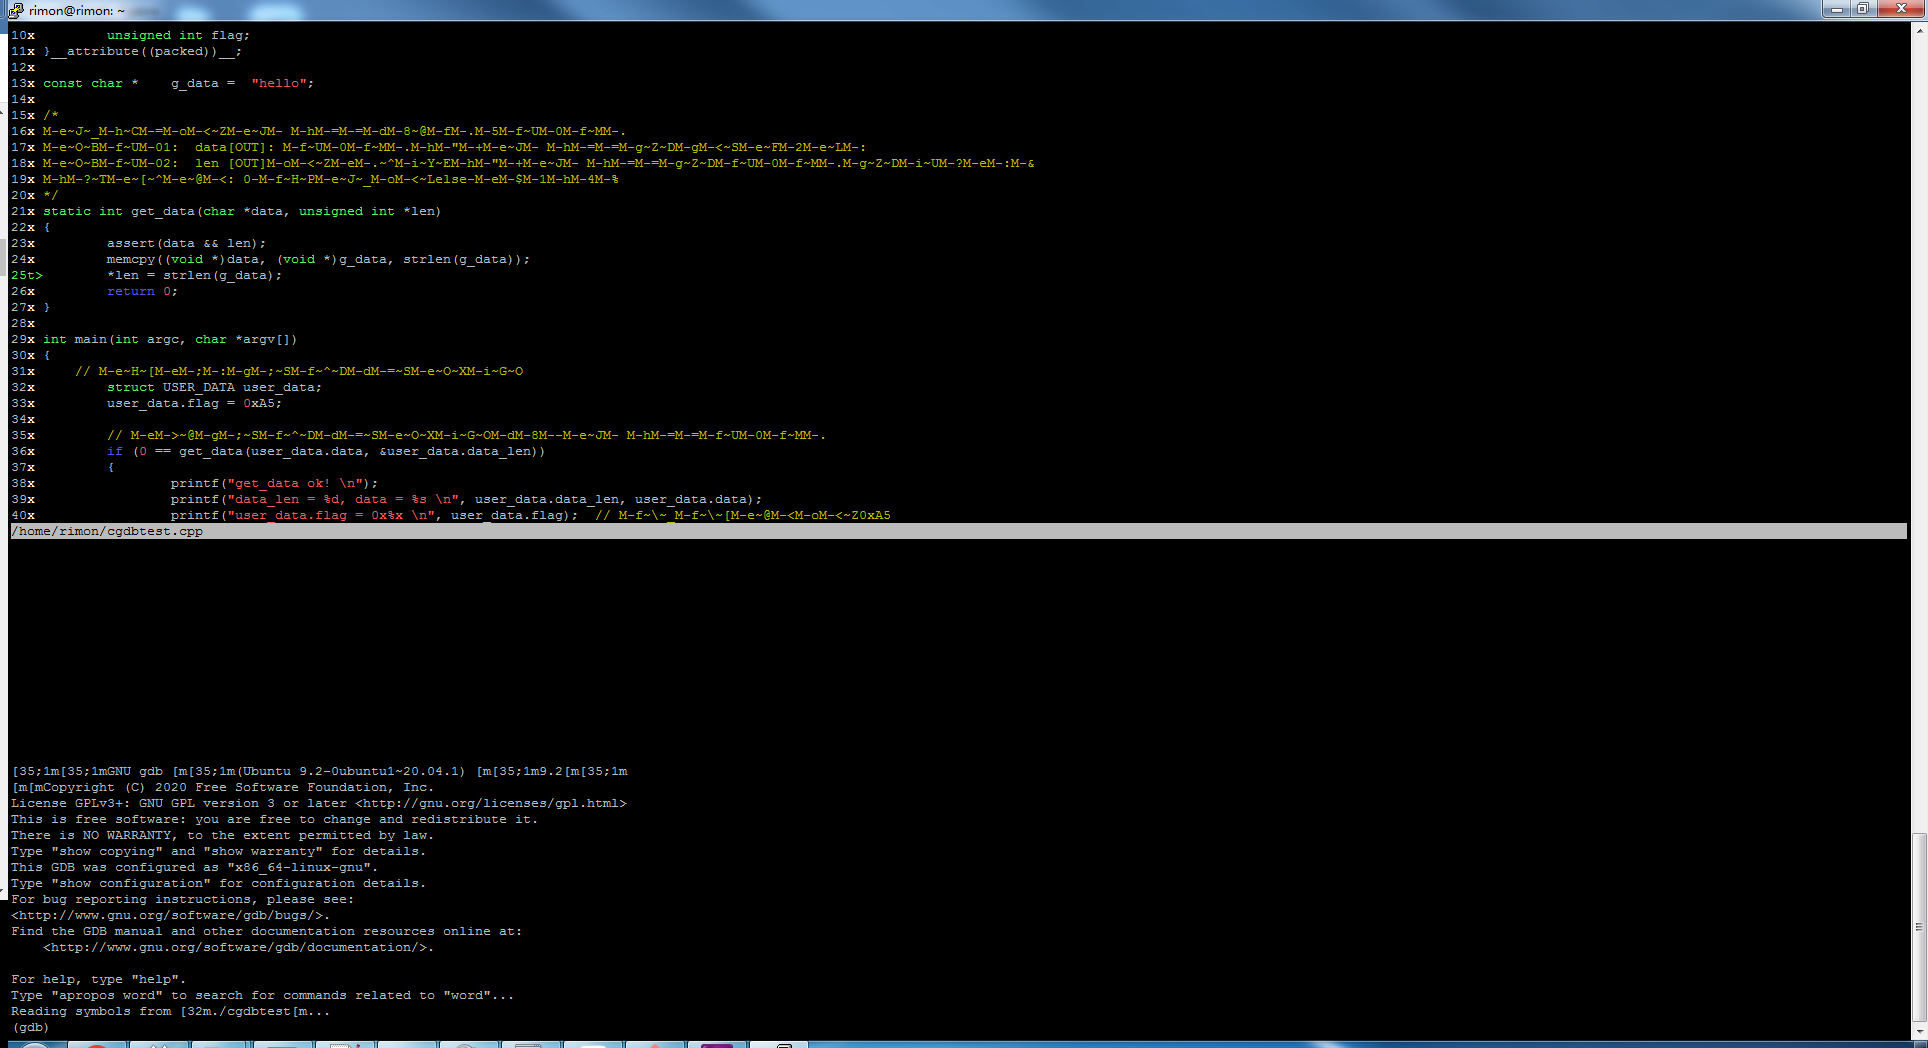 rimon@rimon: ~
10x         unsigned int flag;
11x }__attribute((packed))__;
12x
13x const char *    g_data =  "hello";
14x
15x /*
16x M-e~J~_M-h~CM-=M-oM-<~ZM-e~JM- M-hM-=M-=M-dM-8~@M-fM-.M-5M-f~UM-0M-f~MM-.
17x M-e~O~BM-f~UM-01:  data[OUT]: M-f~UM-0M-f~MM-.M-hM-"M-+M-e~JM- M-hM-=M-=M-g~Z~DM-gM-<~SM-e~FM-2M-e~LM-:
18x M-e~O~BM-f~UM-02:  len [OUT]M-oM-<~ZM-eM-.~^M-i~Y~EM-hM-"M-+M-e~JM- M-hM-=M-=M-g~Z~DM-f~UM-0M-f~MM-.M-g~Z~DM-i~UM-?M-eM-:M-&
19x M-hM-?~TM-e~[~^M-e~@M-<: 0-M-f~H~PM-e~J~_M-oM-<~Lelse-M-eM-$M-1M-hM-4M-%
20x */
21x static int get_data(char *data, unsigned int *len)
22x {
23x         assert(data && len);
24x         memcpy((void *)data, (void *)g_data, strlen(g_data));
25t>        *len = strlen(g_data);
26x         return 0;
27x }
28x
29x int main(int argc, char *argv[])
30x {
31x     // M-e~H~[M-eM-;M-:M-gM-;~SM-f~^~DM-dM-=~SM-e~O~XM-i~G~O
32x         struct USER_DATA user_data;
33x         user_data.flag = 0xA5;
34x
35x         // M-eM->~@M-gM-;~SM-f~^~DM-dM-=~SM-e~O~XM-i~G~OM-dM-8M--M-e~JM- M-hM-=M-=M-f~UM-0M-f~MM-.
36x         if (0 == get_data(user_data.data, &user_data.data_len))
37x         {
38x                 printf("get_data ok! \n");
39x                 printf("data_len = %d, data = %s \n", user_data.data_len, user_data.data);
40x                 printf("user_data.flag = 0x%x \n", user_data.flag);  // M-f~\~_M-f~\~[M-e~@M-<M-oM-<~Z0xA5
/home/rimon/cgdbtest.cpp
[35;1m[35;1mGNU gdb [m[35;1m(Ubuntu 9.2-0ubuntu1~20.04.1) [m[35;1m9.2[m[35;1m
[m[mCopyright (C) 2020 Free Software Foundation, Inc.
License GPLv3+: GNU GPL version 3 or later <http://gnu.org/licenses/gpl.html>
This is free software: you are free to change and redistribute it.
There is NO WARRANTY, to the extent permitted by law.
Type "show copying" and "show warranty" for details.
This GDB was configured as "x86_64-linux-gnu".
Type "show configuration" for configuration details.
For bug reporting instructions, please see:
<http://www.gnu.org/software/gdb/bugs/>.
Find the GDB manual and other documentation resources online at:
    <http://www.gnu.org/software/gdb/documentation/>.

For help, type "help".
Type "apropos word" to search for commands related to "word"...
Reading symbols from [32m./cgdbtest[m...
(gdb)